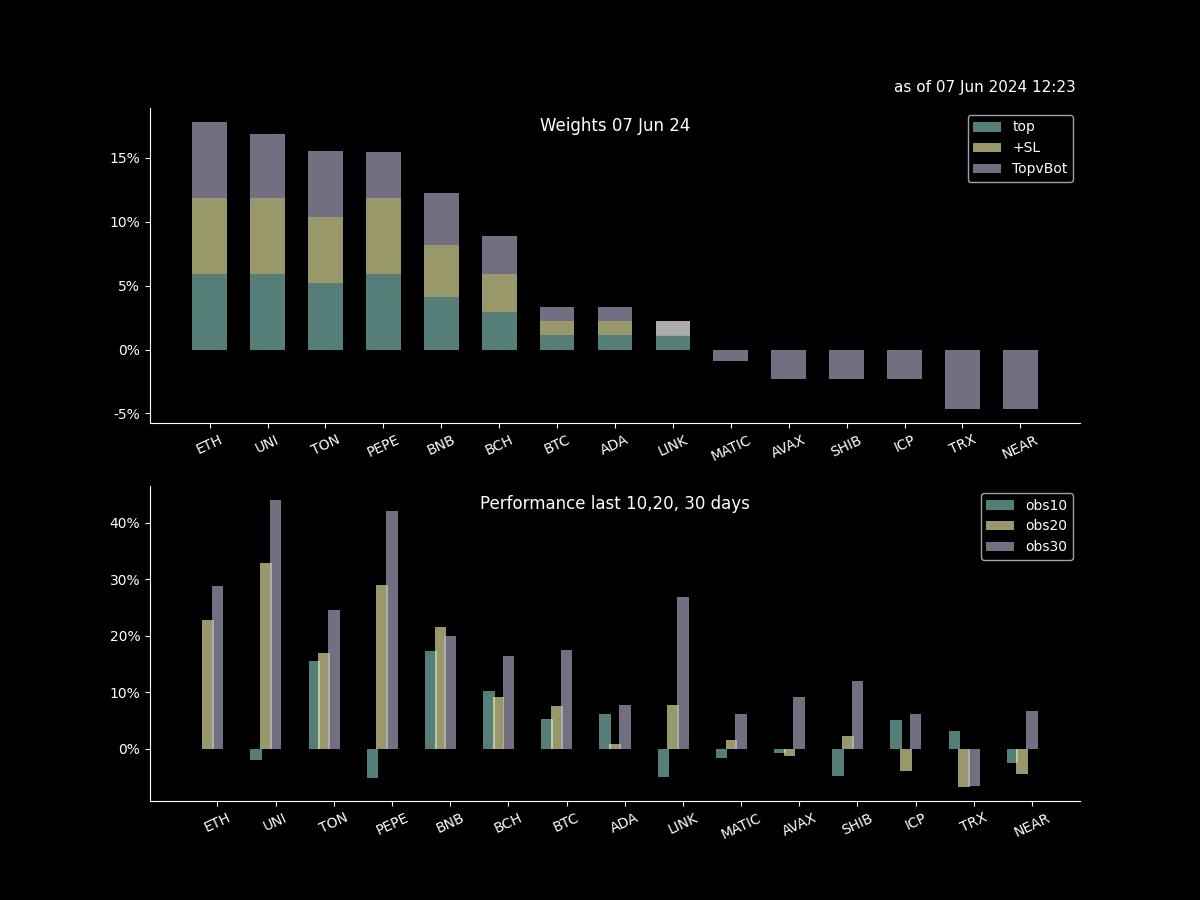 as of 07 Jun 2024 12:23
Weights 07 Jun 24
top
+SL
TopvBot
15%
10%
5%
0%
-5%
ETH UNI TON PEPE BNB BCH BTC ADA LINK MATIC AVAX SHIB ICP TRX NEAR
Performance last 10,20, 30 days
obs10
obs20
obs30
40%
30%
20%
10%
0%
ETH UNI TON PEPE BNB BCH BTC ADA LINK MATIC AVAX SHIB ICP TRX NEAR